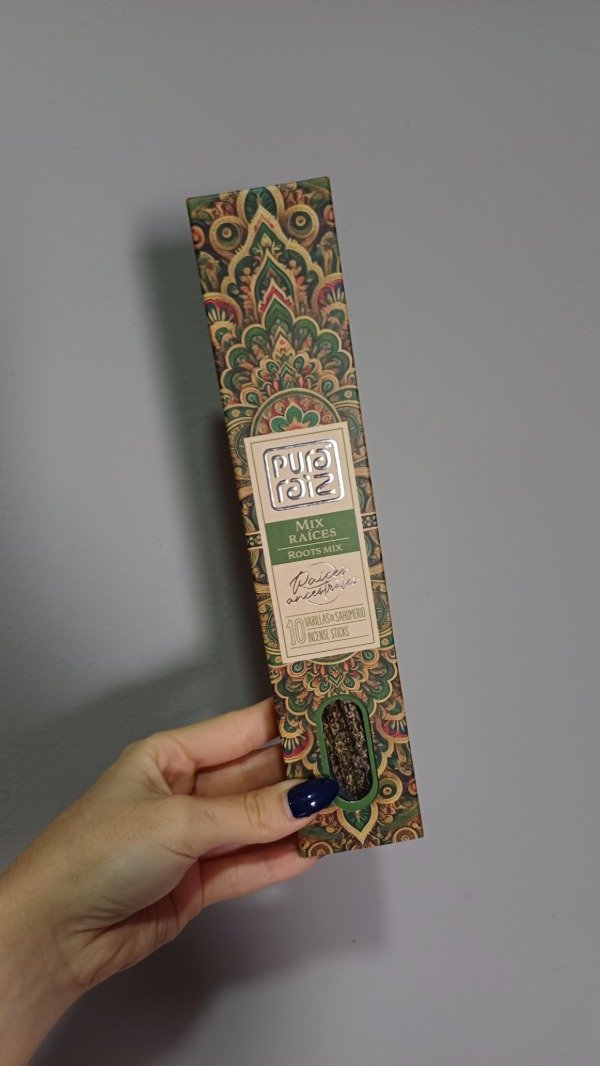 pura
raiz
MIX
RAÍCES
ROOTS MIX
Raíces
ancestrales
10 VARILLAS DE SAHUMERIO
INCENSE STICKS